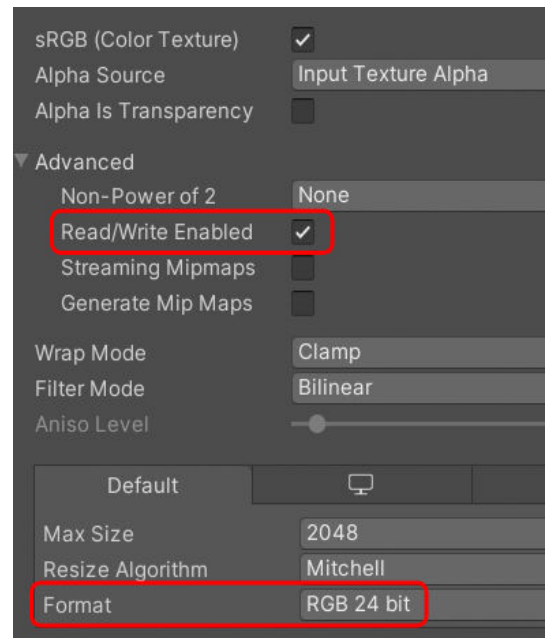 sRGB (Color Texture)
Alpha Source Input Texture Alpha
Alpha Is Transparency
Advanced
Non-Power of 2 None
Read/Write Enabled
Streaming Mipmaps
Generate Mip Maps
Wrap Mode Clamp
Filter Mode Bilinear
Aniso Level
Default
Max Size 2048
Resize Algorithm Mitchell
Format RGB 24 bit